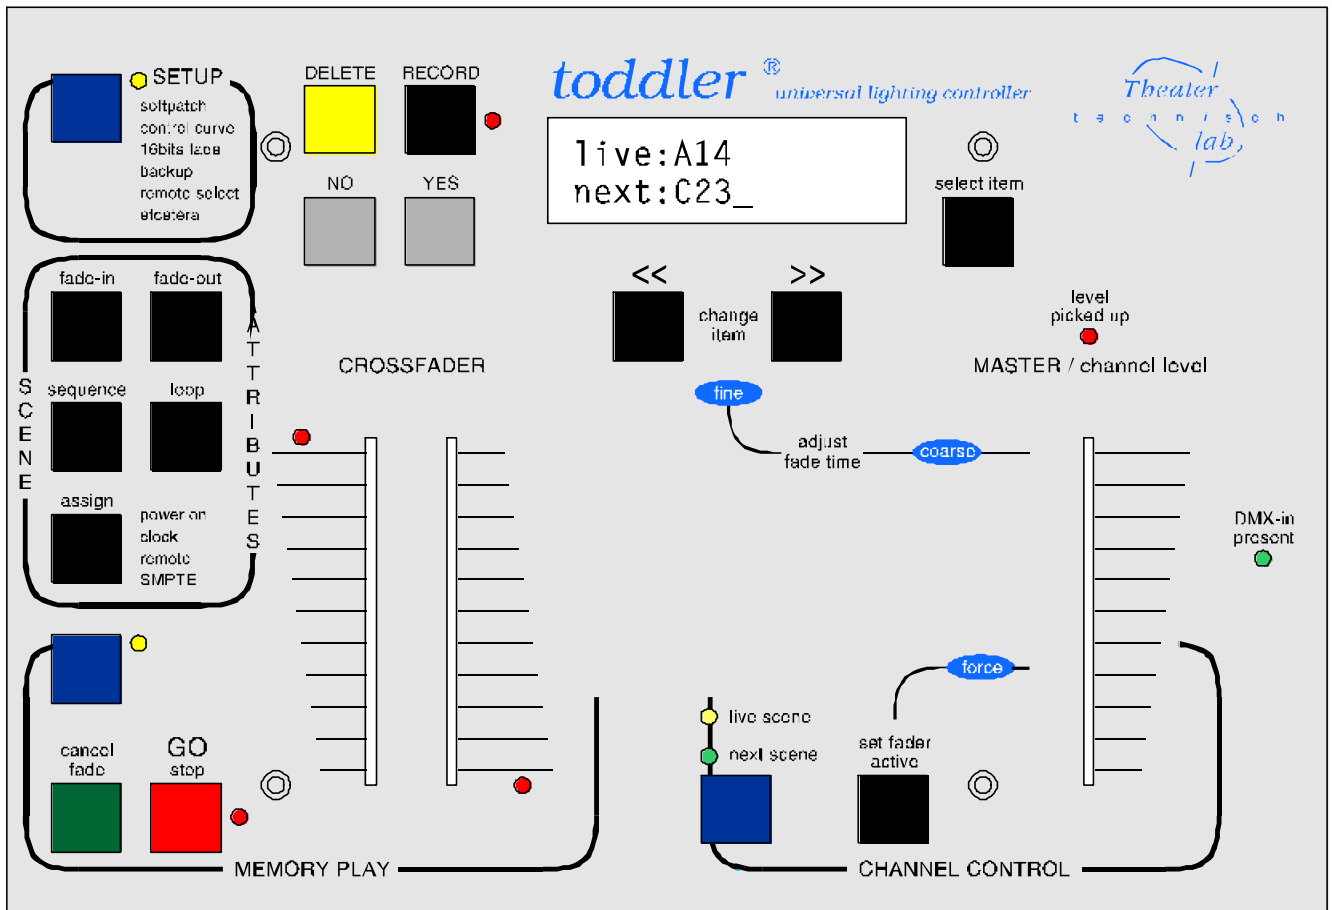 SETUP
softpatch
control curve
16bits face
backup
remote select
etcetera
DELETE
RECORD
NO
YES
toddler ®
universal lighting controller
live:A14
next:C23_
Theater
technisch
lab
select item
<<
>>
change
item
level
picked up
MASTER / channel level
SCENE
ATTRIBUTES
fade-in
fade-out
sequence
loop
assign
power on
clock
remote
SMPTE
CROSSFADER
fine
adjust
fade time
coarse
DMX-in
present
force
live scene
next scene
set fader
active
cancel
fade
GO
stop
MEMORY PLAY
CHANNEL CONTROL